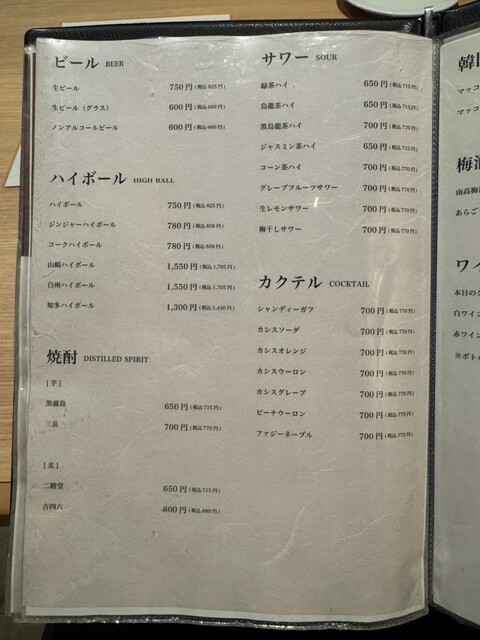 ビール BEER
生ビール 750円(税込825円)
生ビール（グラス） 600円(税込660円)
ノンアルコールビール 600円(税込660円)
ハイボール HIGH BALL
ハイボール 750円(税込825円)
ジンジャーハイボール 780円(税込858円)
コークハイボール 780円(税込858円)
山崎ハイボール 1,550円(税込1,705円)
白州ハイボール 1,550円(税込1,705円)
知多ハイボール 1,300円(税込1,430円)
焼酎 DISTILLED SPIRIT
[芋]
黒霧島 650円(税込715円)
三岳 700円(税込770円)
[麦]
二階堂 650円(税込715円)
吉四六 800円(税込880円)
サワー SOUR
緑茶ハイ 650円(税込715円)
烏龍茶ハイ 650円(税込715円)
黒烏龍茶ハイ 700円(税込770円)
ジャスミン茶ハイ 650円(税込715円)
コーン茶ハイ 700円(税込770円)
グレープフルーツサワー 700円(税込770円)
生レモンサワー 700円(税込770円)
梅干しサワー 700円(税込770円)
カクテル COCKTAIL
シャンディーガフ 700円(税込770円)
カシスソーダ 700円(税込770円)
カシスオレンジ 700円(税込770円)
カシスウーロン 700円(税込770円)
カシスグレープ 700円(税込770円)
ピーチウーロン 700円(税込770円)
ファジーネーブル 700円(税込770円)
韓
マッコ
マッコ
梅酒
南高梅
あらご
ワイ
本日の
白ワイン
赤ワイン
※ボト